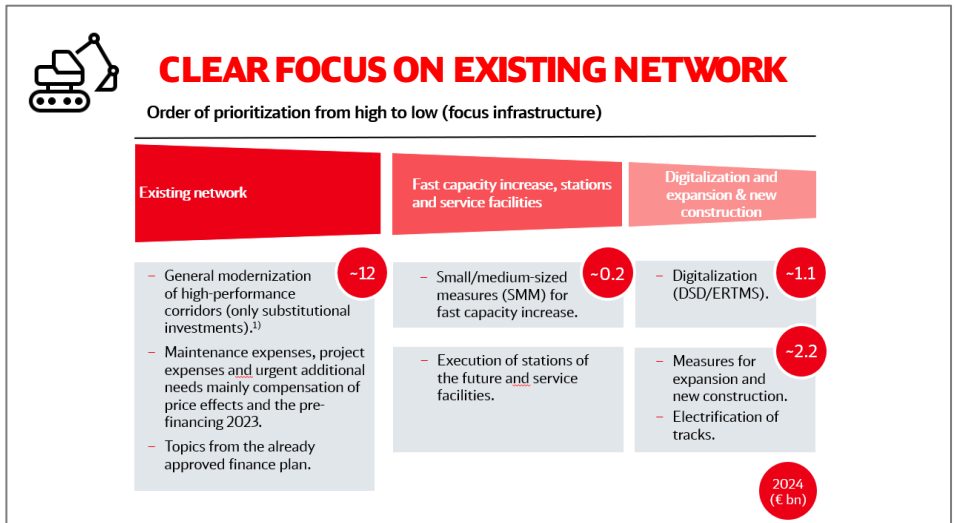 CLEAR FOCUS ON EXISTING NETWORK
Order of prioritization from high to low (focus infrastructure)
Existing network
Fast capacity increase, stations
and service facilities
Digitalization and
expansion & new
construction
~12
– General modernization
of high-performance
corridors (only substitutional
investments).1)
– Maintenance expenses, project
expenses and urgent additional
needs mainly compensation of
price effects and the pre-
financing 2023.
– Topics from the already
approved finance plan.
~0.2
– Small/medium-sized
measures (SMM) for
fast capacity increase.
– Execution of stations of
the future and service
facilities.
~1.1
– Digitalization
(DSD/ERTMS).
~2.2
– Measures for
expansion and
new construction.
– Electrification of
tracks.
2024
(€ bn)